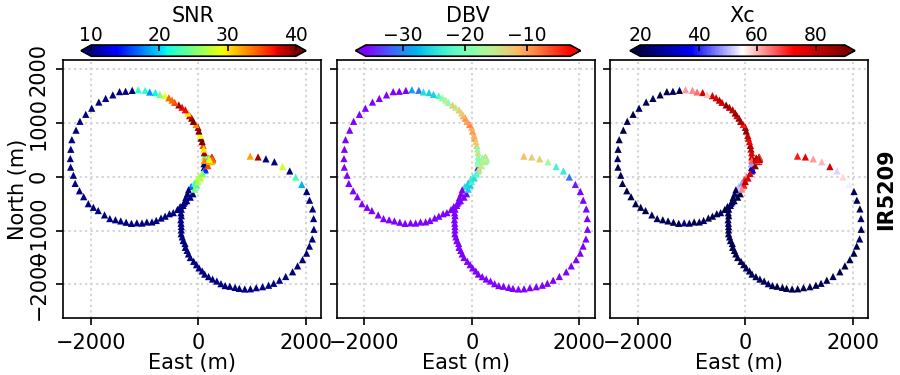 SNR DBV Xc
10 20 30 40 −30 −20 −10 20 40 60 80
2000
1000
0
−1000
−2000
North (m)
IR5209
−2000 0 2000 −2000 0 2000 −2000 0 2000
East (m) East (m) East (m)